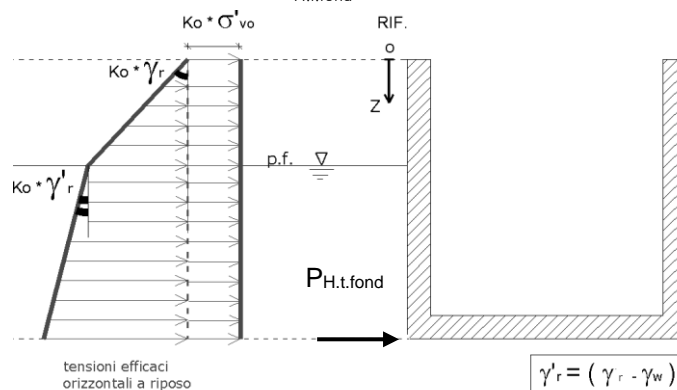 Ko * σ'vo
RIF.
o
Ko * γr
Z
p.f.
Ko * γ'r
PH.t.fond
tensioni efficaci
orizzontali a riposo
γ'r = ( γr - γw )